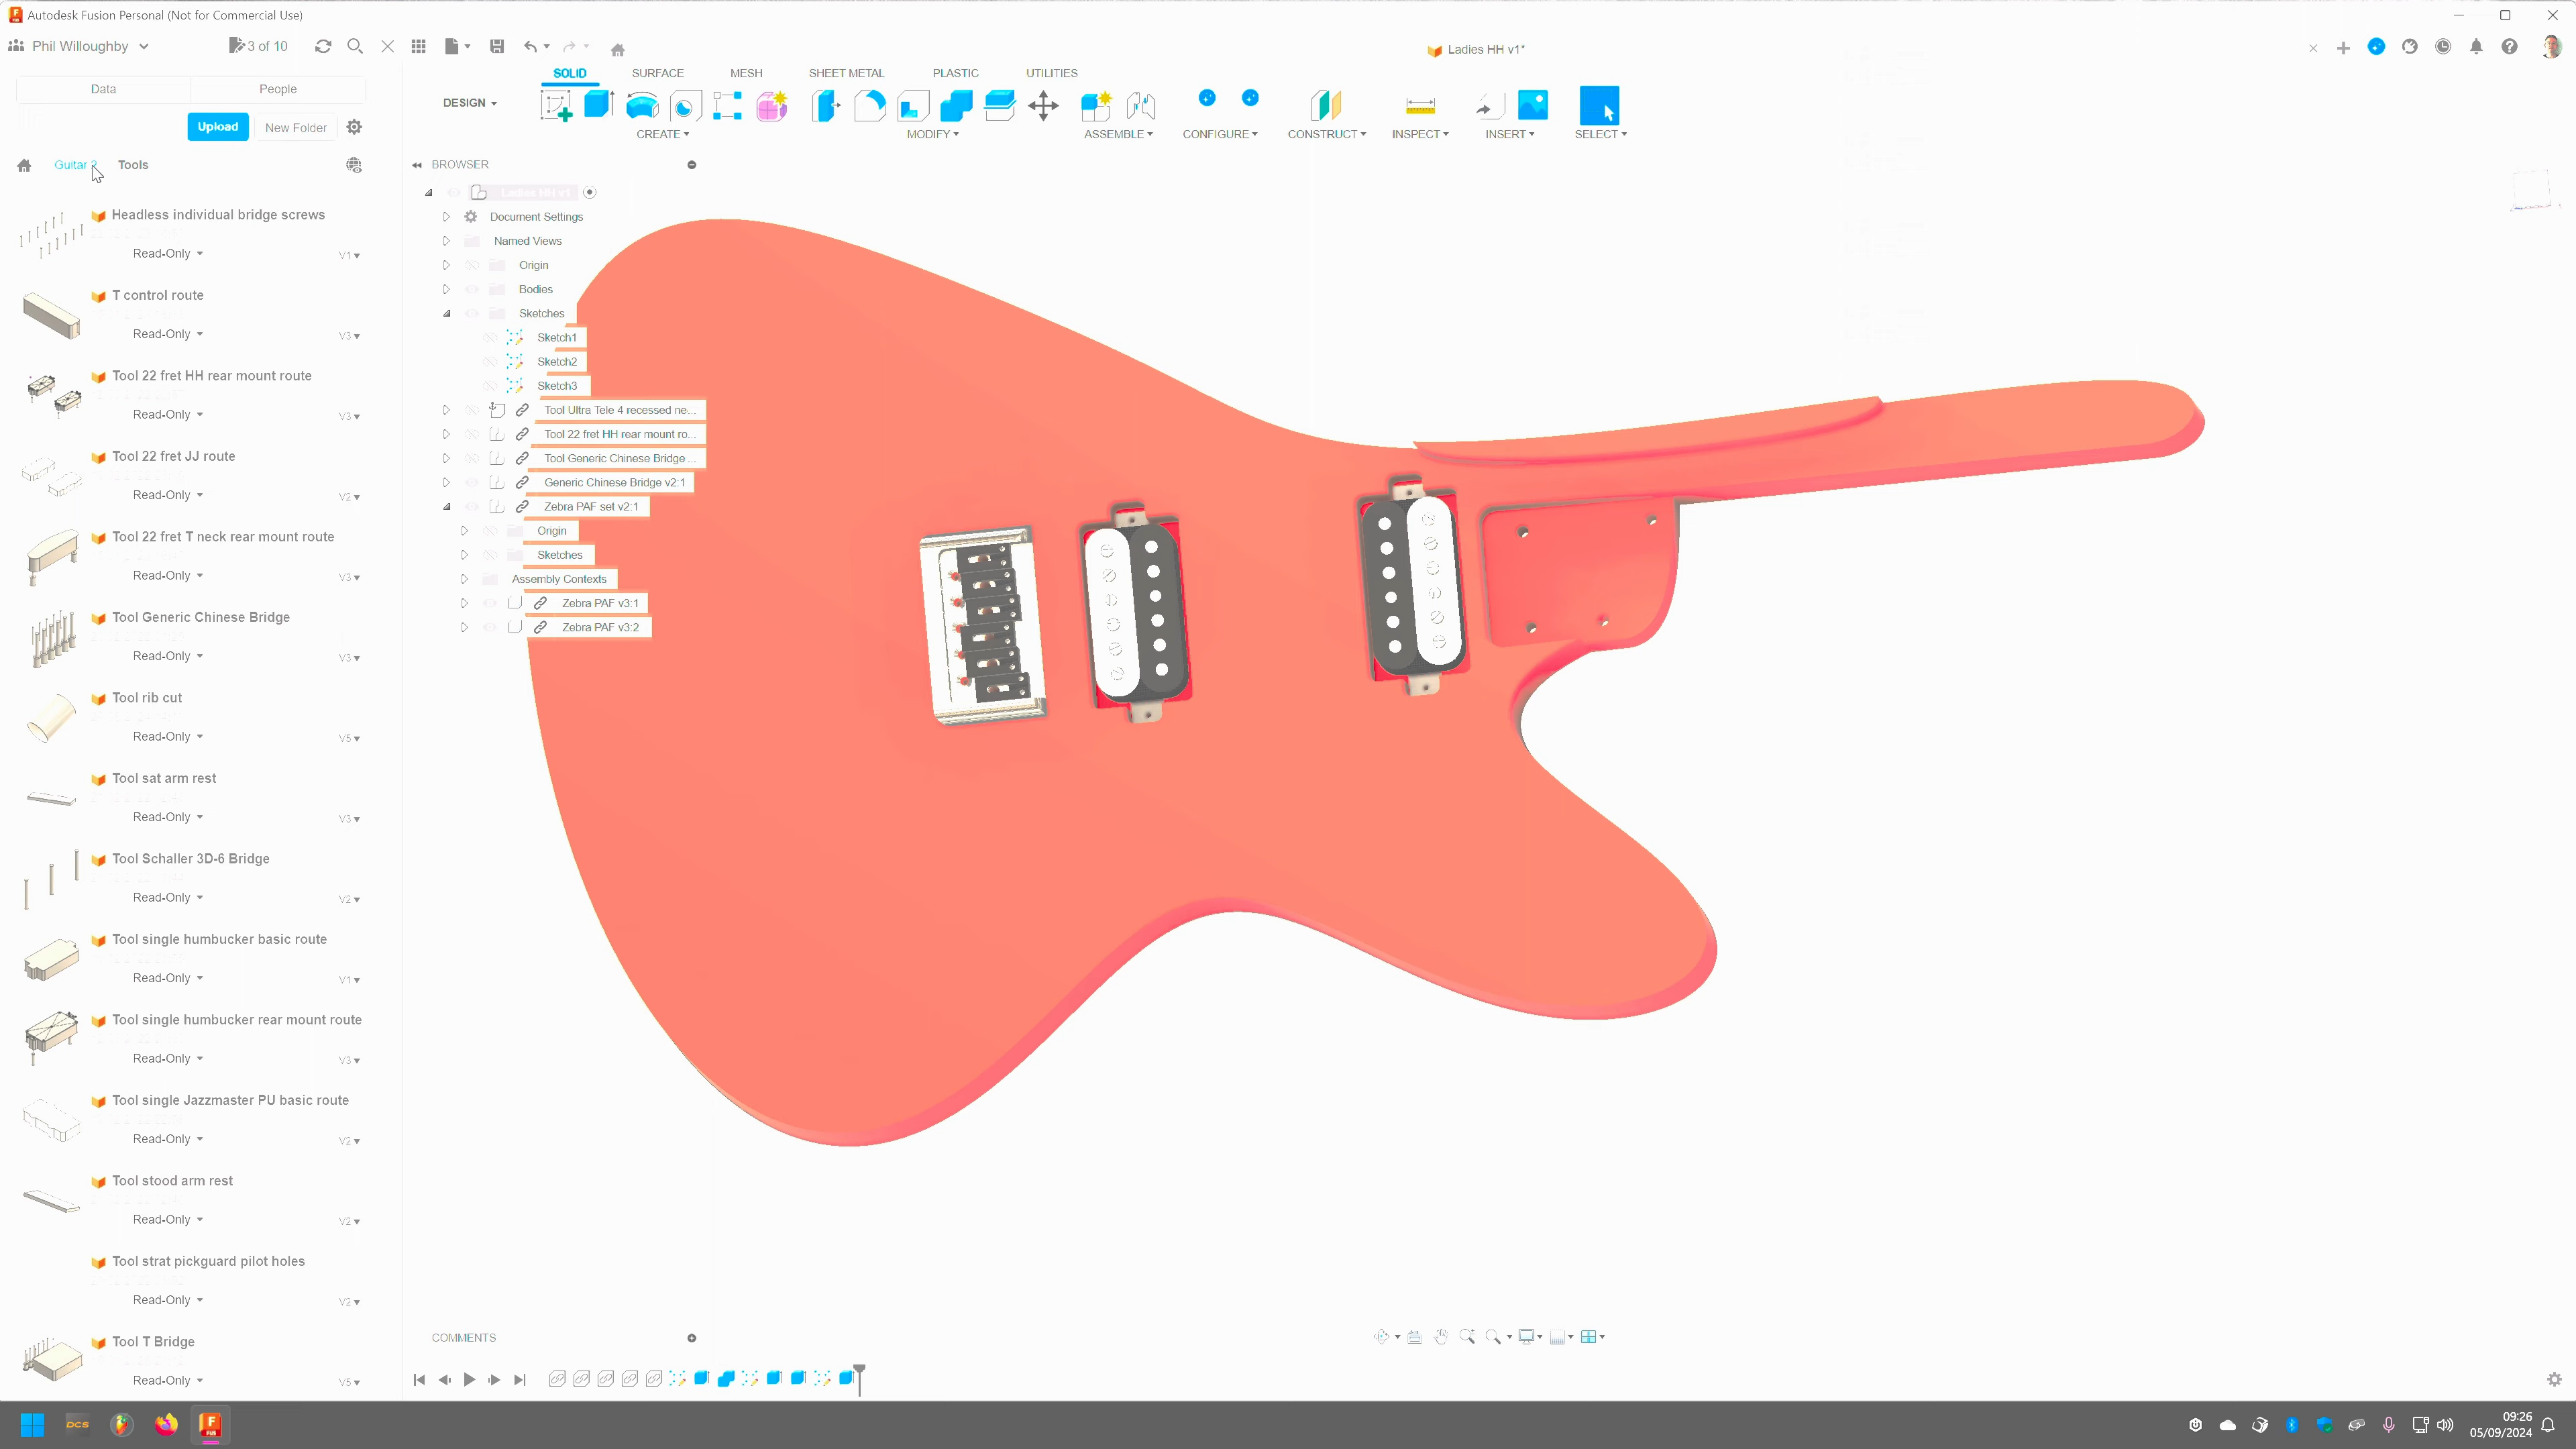 Autodesk Fusion Personal (Not for Commercial Use)
Phil Willoughby
3 of 10
Ladies HH v1*
Data
People
Upload
New Folder
Guitar 2
Tools
Headless individual bridge screws
Read-Only
V1
T control route
Read-Only
V3
Tool 22 fret HH rear mount route
Read-Only
V3
Tool 22 fret JJ route
Read-Only
V2
Tool 22 fret T neck rear mount route
Read-Only
V3
Tool Generic Chinese Bridge
Read-Only
V3
Tool rib cut
Read-Only
V5
Tool sat arm rest
Read-Only
V3
Tool Schaller 3D-6 Bridge
Read-Only
V2
Tool single humbucker basic route
Read-Only
V1
Tool single humbucker rear mount route
Read-Only
V3
Tool single Jazzmaster PU basic route
Read-Only
V2
Tool stood arm rest
Read-Only
V2
Tool strat pickguard pilot holes
Read-Only
V2
Tool T Bridge
Read-Only
V5
DESIGN
SOLID
SURFACE
MESH
SHEET METAL
PLASTIC
UTILITIES
CREATE
MODIFY
ASSEMBLE
CONFIGURE
CONSTRUCT
INSPECT
INSERT
SELECT
BROWSER
Ladies HH v1
Document Settings
Named Views
Origin
Bodies
Sketches
Sketch1
Sketch2
Sketch3
Tool Ultra Tele 4 recessed ne...
Tool 22 fret HH rear mount ro...
Tool Generic Chinese Bridge ...
Generic Chinese Bridge v2:1
Zebra PAF set v2:1
Origin
Sketches
Assembly Contexts
Zebra PAF v3:1
Zebra PAF v3:2
COMMENTS
DCS
F
FUS
09:26
05/09/2024